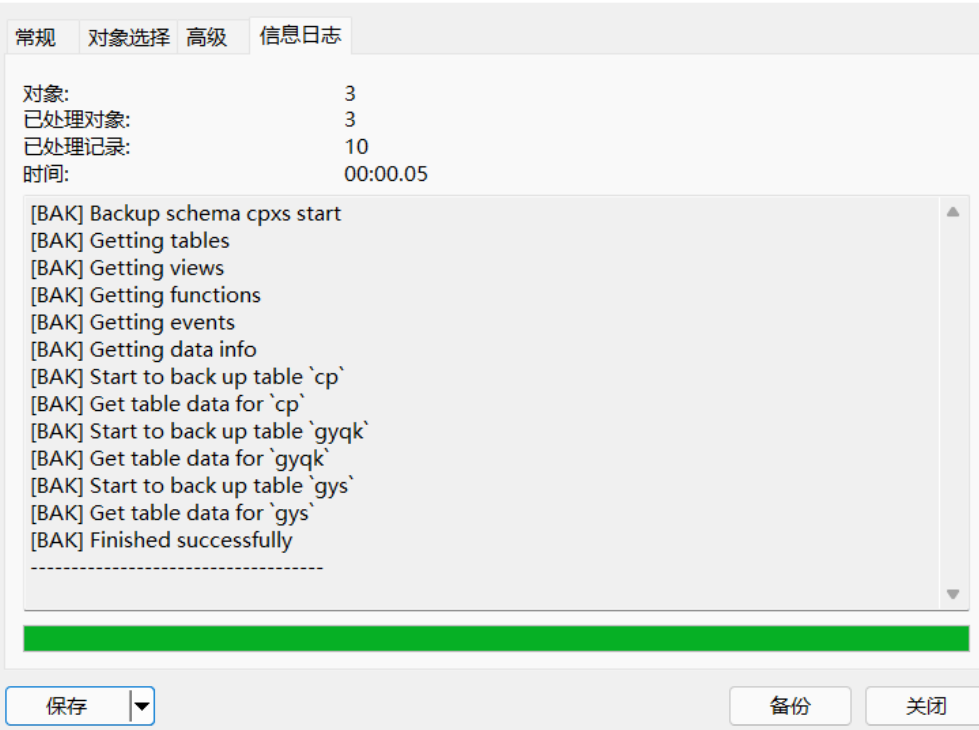 常规 对象选择 高级 信息日志
对象: 3
已处理对象: 3
已处理记录: 10
时间: 00:00.05
[BAK] Backup schema cpxs start
[BAK] Getting tables
[BAK] Getting views
[BAK] Getting functions
[BAK] Getting events
[BAK] Getting data info
[BAK] Start to back up table `cp`
[BAK] Get table data for `cp`
[BAK] Start to back up table `gyqk`
[BAK] Get table data for `gyqk`
[BAK] Start to back up table `gys`
[BAK] Get table data for `gys`
[BAK] Finished successfully
------------------------------------
保存 备份 关闭